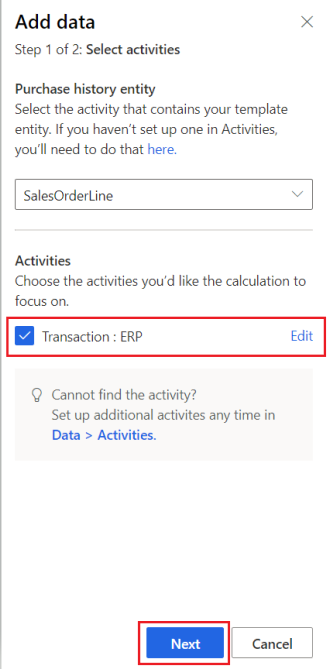 Add data
Step 1 of 2: Select activities
Purchase history entity
Select the activity that contains your template
entity. If you haven't set up one in Activities,
you'll need to do that here.
SalesOrderLine
Activities
Choose the activities you'd like the calculation to
focus on.
Transaction : ERP Edit
Cannot find the activity?
Set up additional activites any time in
Data > Activities.
Next Cancel